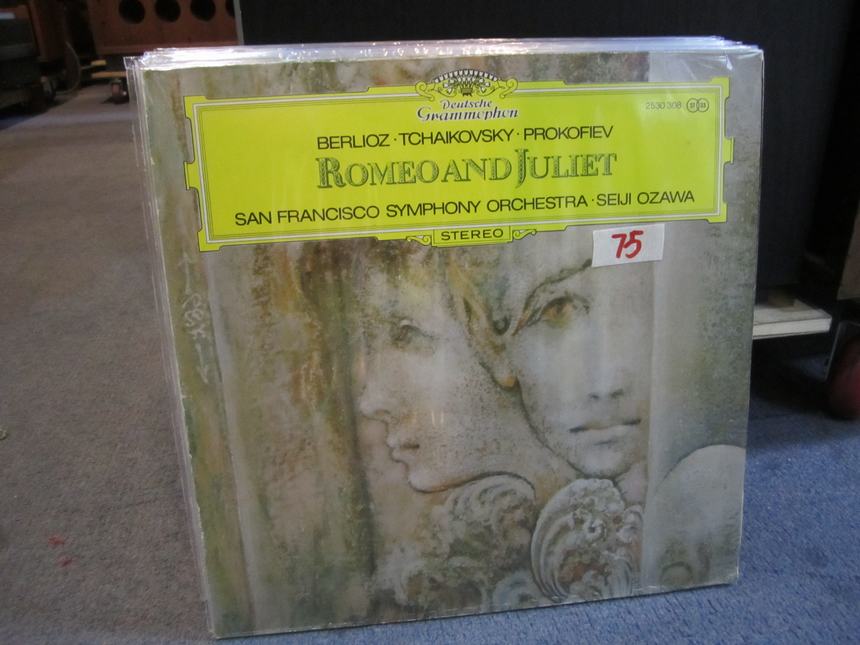 Deutsche
Grammophon
2530 308
BERLIOZ · TCHAIKOVSKY · PROKOFIEV
ROMEO AND JULIET
SAN FRANCISCO SYMPHONY ORCHESTRA · SEIJI OZAWA
STEREO
75